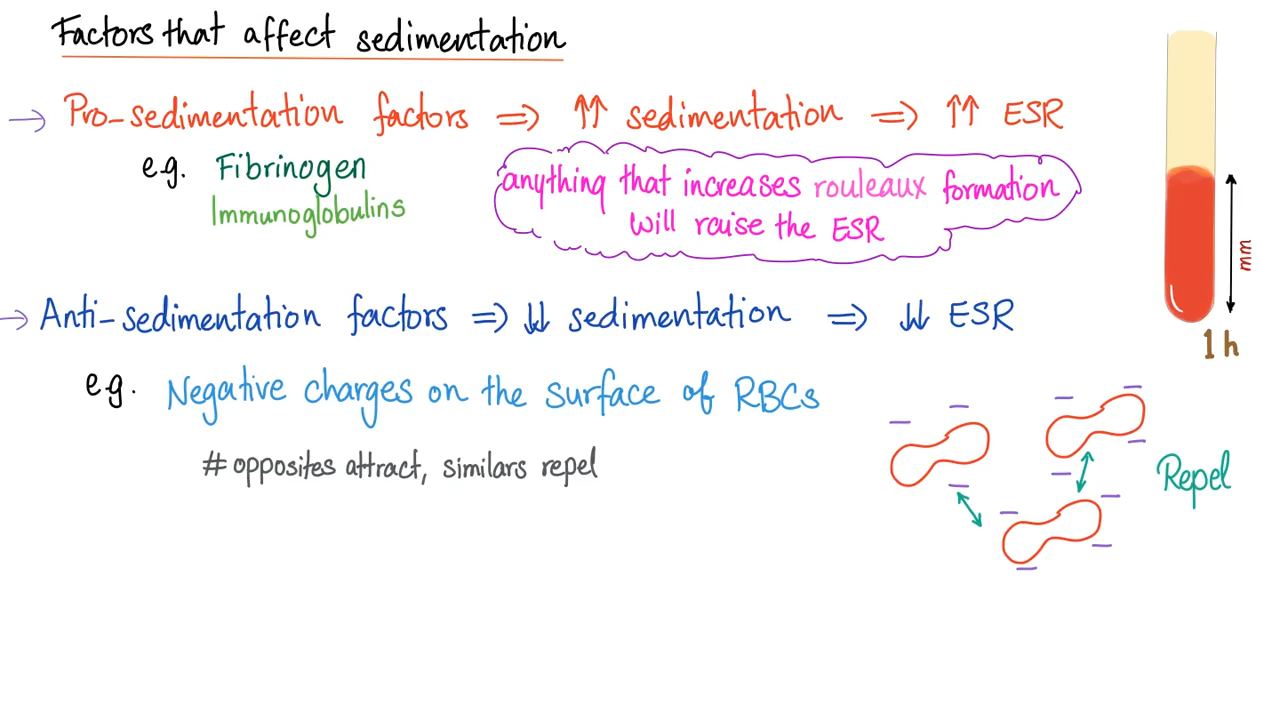 Factors that affect sedimentation
→ Pro-sedimentation factors ⇒ ↑↑ sedimentation ⇒ ↑↑ ESR
e.g. Fibrinogen
Immunoglobulins
anything that increases rouleaux formation
will raise the ESR
mm
1 h
→ Anti-sedimentation factors ⇒ ↓↓ sedimentation ⇒ ↓↓ ESR
e.g. Negative charges on the surface of RBCs
# opposites attract, similars repel
Repel